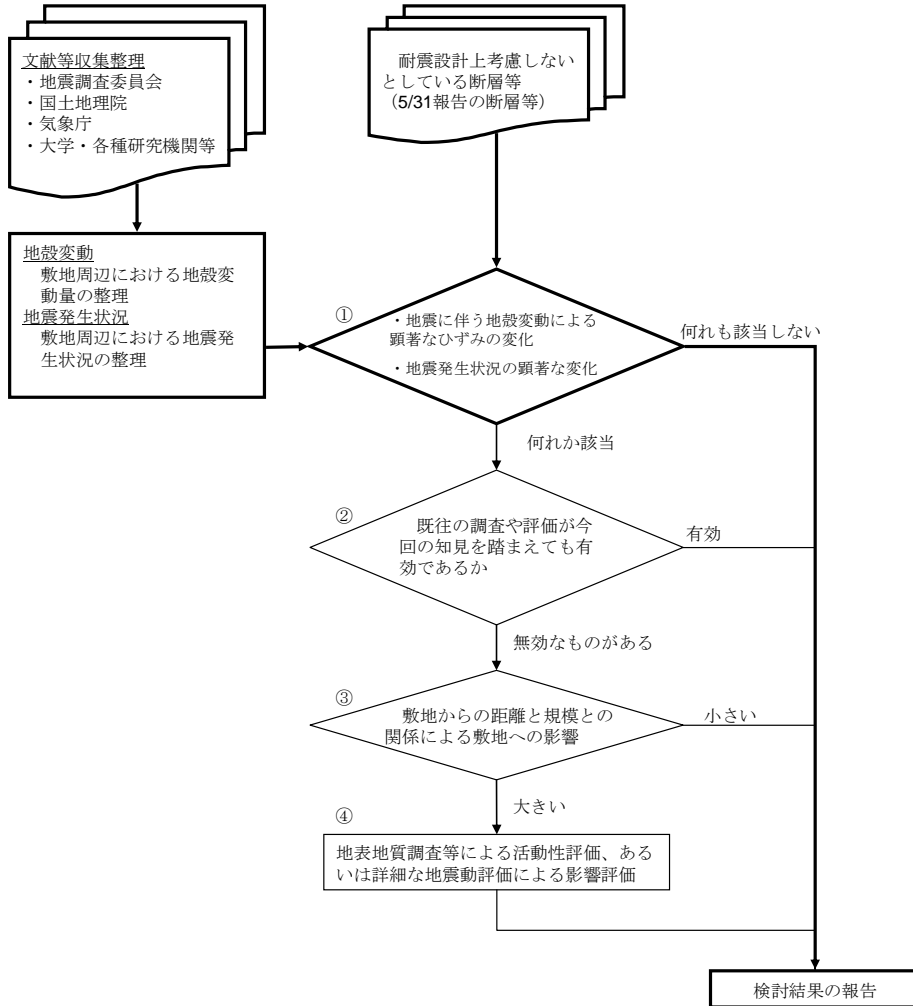 文献等収集整理
・地震調査委員会
・国土地理院
・気象庁
・大学・各種研究機関等
耐震設計上考慮しない
としている断層等
（5/31報告の断層等）
地殻変動
敷地周辺における地殻変
動量の整理
地震発生状況
敷地周辺における地震発
生状況の整理
①
・地震に伴う地殻変動による
顕著なひずみの変化
・地震発生状況の顕著な変化
何れも該当しない
何れか該当
②
既往の調査や評価が今
回の知見を踏まえても有
効であるか
有効
無効なものがある
③
敷地からの距離と規模との
関係による敷地への影響
小さい
大きい
④
地表地質調査等による活動性評価、ある
いは詳細な地震動評価による影響評価
検討結果の報告